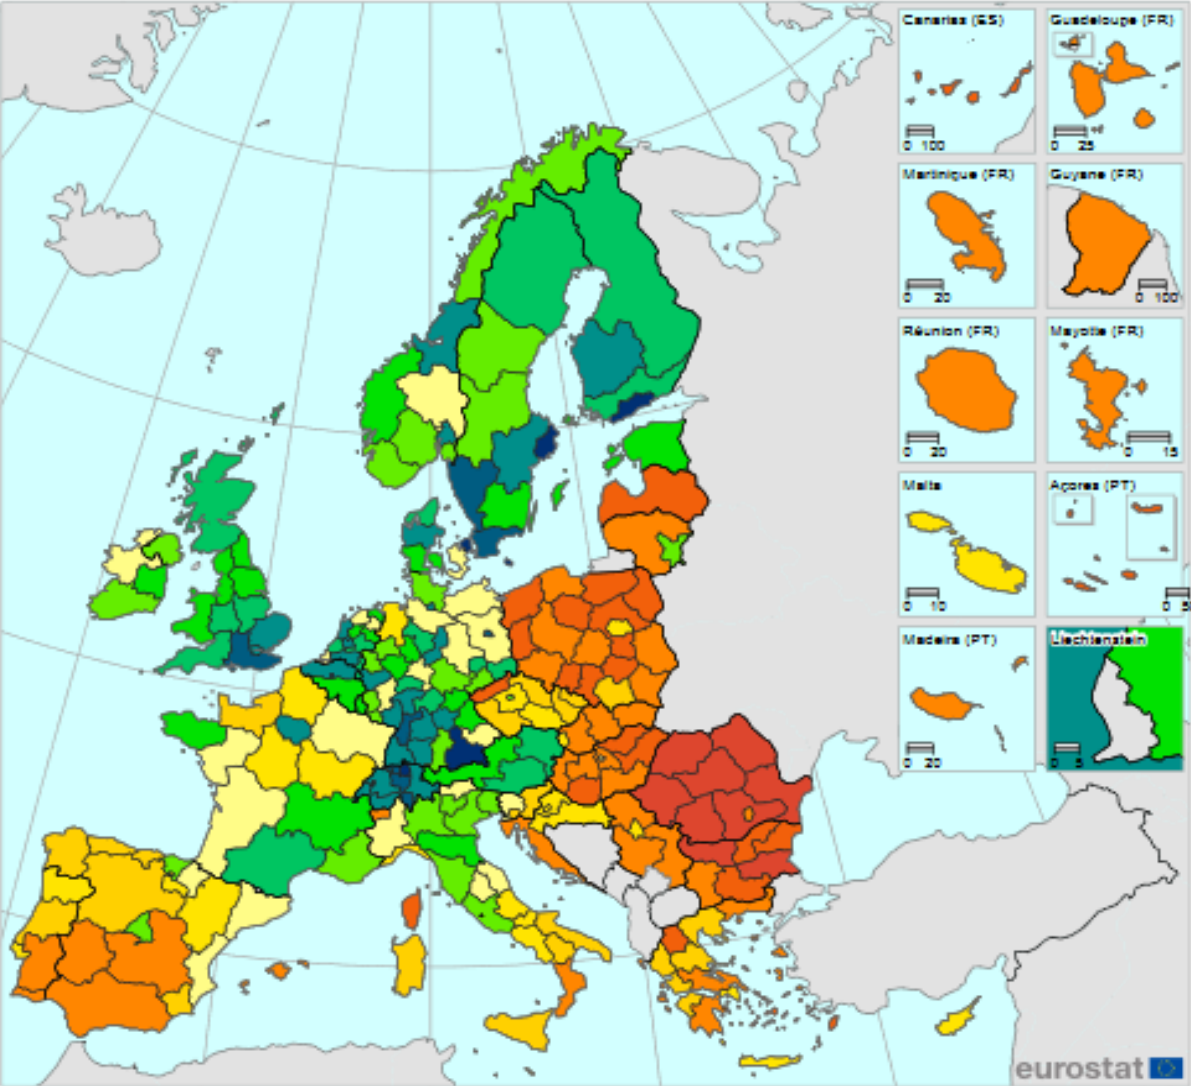 Canarias (ES)
0 100
Guadeloupe (FR)
0 25
Martinique (FR)
0 20
Guyane (FR)
0 100
Réunion (FR)
0 20
Mayotte (FR)
0 15
Malta
0 10
Açores (PT)
0 5
Madeira (PT)
0 20
Liechtenstein
0 5
eurostat